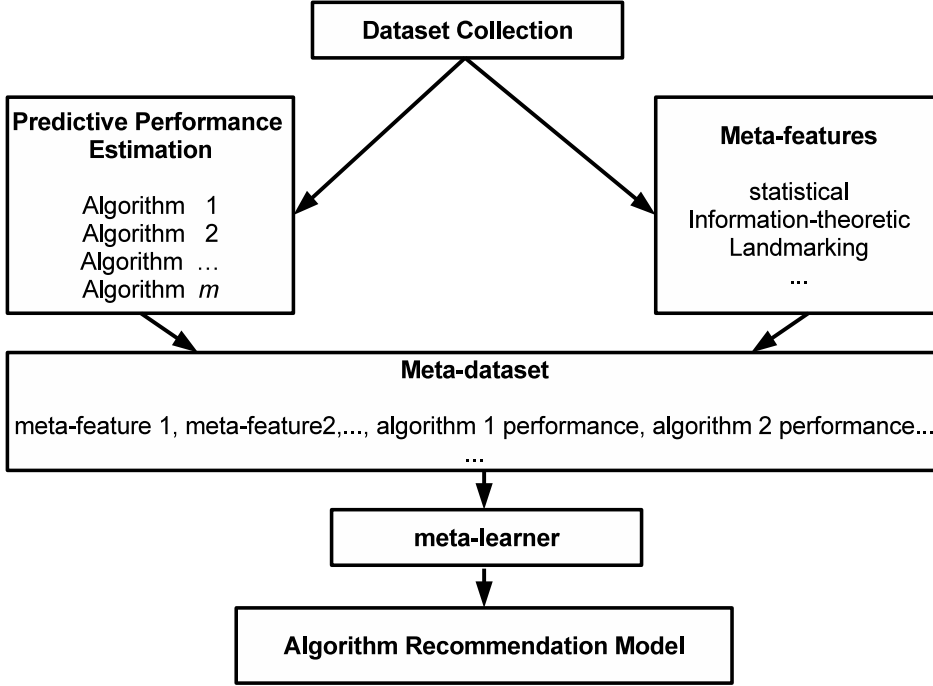 Dataset Collection
Predictive Performance
Estimation
Algorithm 1
Algorithm 2
Algorithm ...
Algorithm m
Meta-features
statistical
Information-theoretic
Landmarking
...
Meta-dataset
meta-feature 1, meta-feature2,..., algorithm 1 performance, algorithm 2 performance...
...
meta-learner
Algorithm Recommendation Model